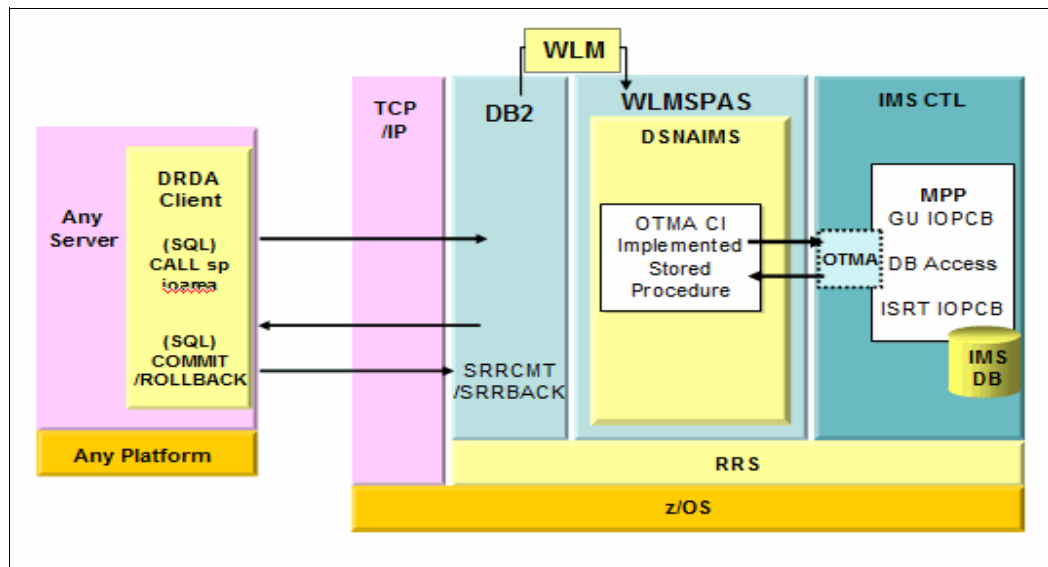 WLM
TCP
/IP
DB2
WLMSPAS
IMS CTL
DSNAIMS
Any
Server
DRDA
Client
(SQL)
CALL sp
ioarea
(SQL)
COMMIT
/ROLLBACK
SRRCMT
/SRRBACK
OTMA CI
Implemented
Stored
Procedure
OTMA
MPP
GU IOPCB
DB Access
ISRT IOPCB
IMS
DB
Any Platform
RRS
z/OS